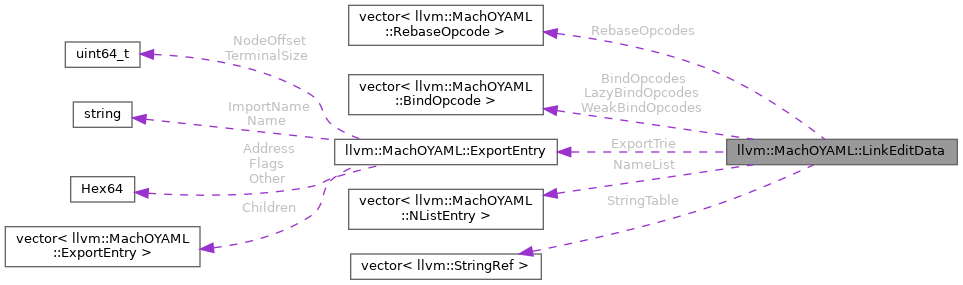 vector< llvm::MachOYAML
::RebaseOpcode >
RebaseOpcodes
NodeOffset
TerminalSize
uint64_t
vector< llvm::MachOYAML
::BindOpcode >
BindOpcodes
LazyBindOpcodes
WeakBindOpcodes
string
ImportName
Name
llvm::MachOYAML::ExportEntry
ExportTrie
llvm::MachOYAML::LinkEditData
Address
Flags
Other
NameList
Hex64
vector< llvm::MachOYAML
::NListEntry >
StringTable
Children
vector< llvm::MachOYAML
::ExportEntry >
vector< llvm::StringRef >